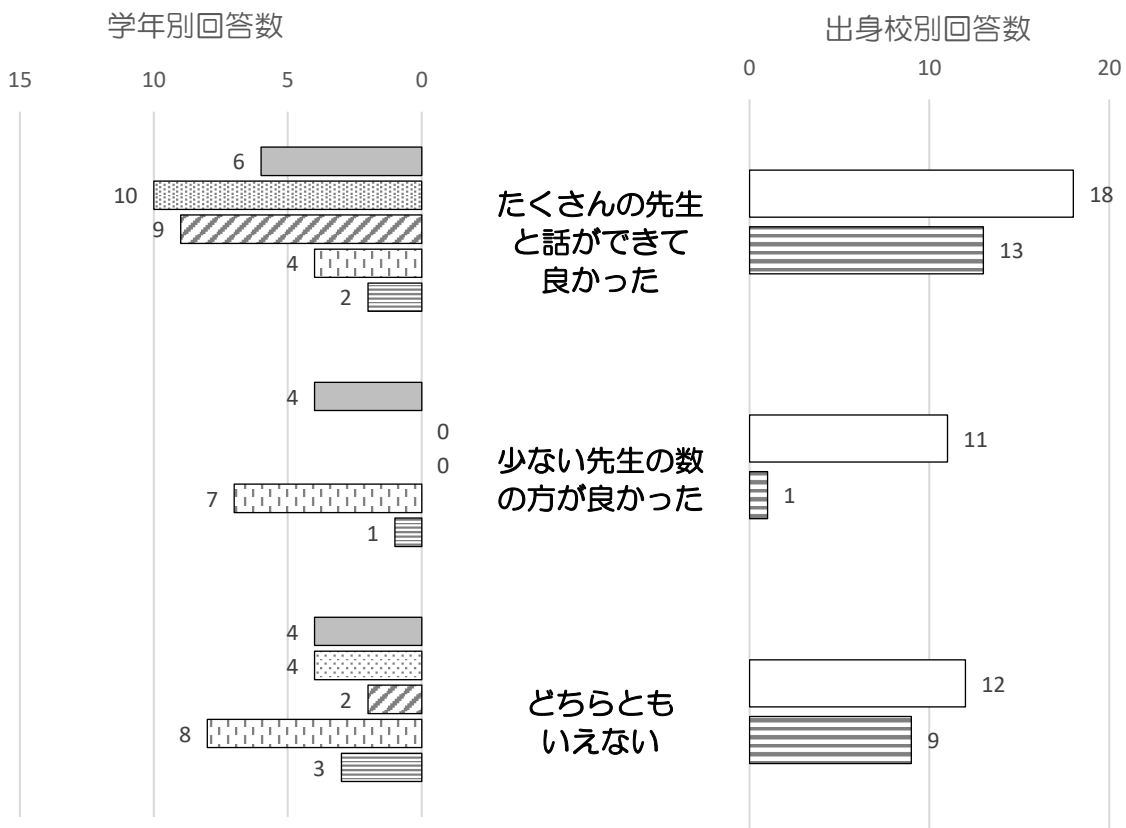 学年別回答数
出身校別回答数
15 10 5 0
0 10 20
6
10
9
4
2
たくさんの先生
と話ができて
良かった
18
13
4
0
0
7
1
少ない先生の数
の方が良かった
11
1
4
4
2
8
3
どちらとも
いえない
12
9